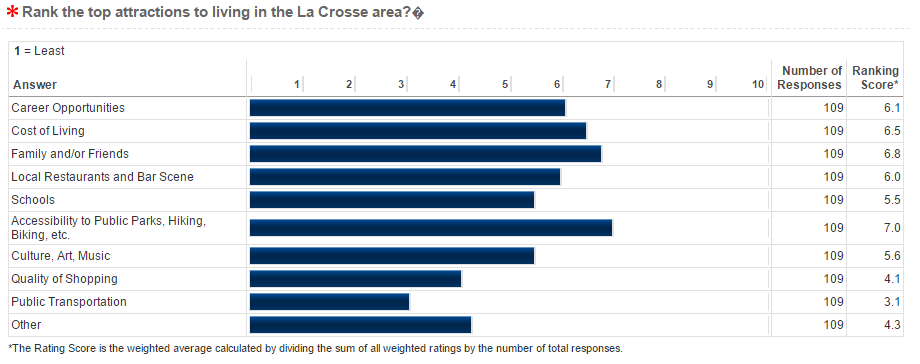 * Rank the top attractions to living in the La Crosse area?�
1 = Least
Answer 1 2 3 4 5 6 7 8 9 10 Number of Responses Ranking Score*
Career Opportunities 109 6.1
Cost of Living 109 6.5
Family and/or Friends 109 6.8
Local Restaurants and Bar Scene 109 6.0
Schools 109 5.5
Accessibility to Public Parks, Hiking,
Biking, etc. 109 7.0
Culture, Art, Music 109 5.6
Quality of Shopping 109 4.1
Public Transportation 109 3.1
Other 109 4.3
*The Rating Score is the weighted average calculated by dividing the sum of all weighted ratings by the number of total responses.